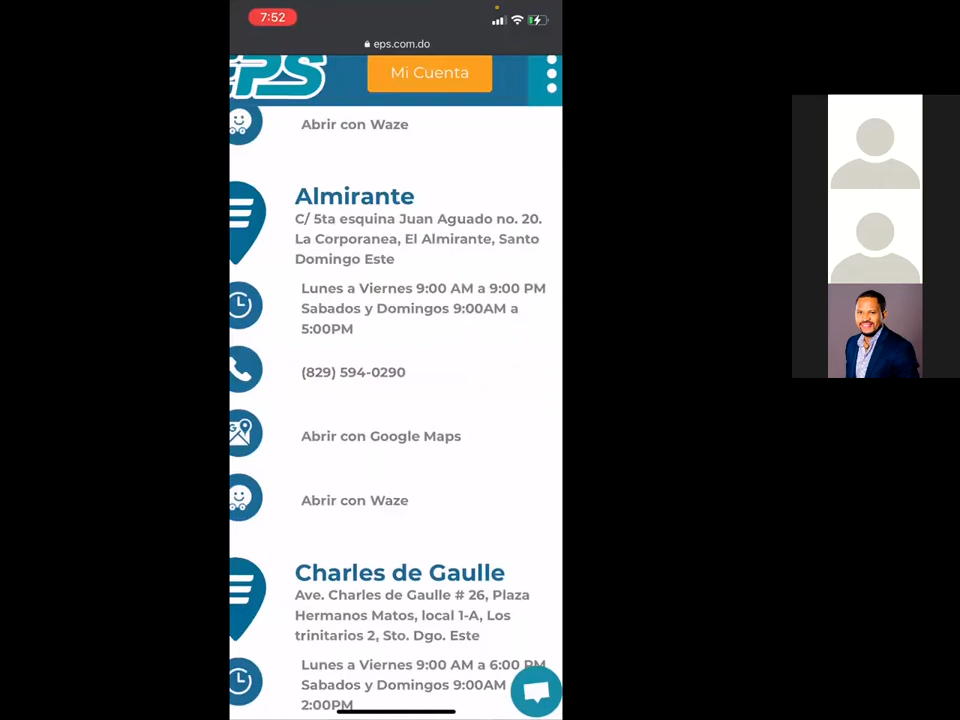 7:52
eps.com.do
EPS
Mi Cuenta
Abrir con Waze
Almirante
C/ 5ta esquina Juan Aguado no. 20.
La Corporanea, El Almirante, Santo
Domingo Este
Lunes a Viernes 9:00 AM a 9:00 PM
Sabados y Domingos 9:00AM a
5:00PM
(829) 594-0290
Abrir con Google Maps
Abrir con Waze
Charles de Gaulle
Ave. Charles de Gaulle # 26, Plaza
Hermanos Matos, local 1-A, Los
trinitarios 2, Sto. Dgo. Este
Lunes a Viernes 9:00 AM a 6:00 PM
Sabados y Domingos 9:00AM
2:00PM